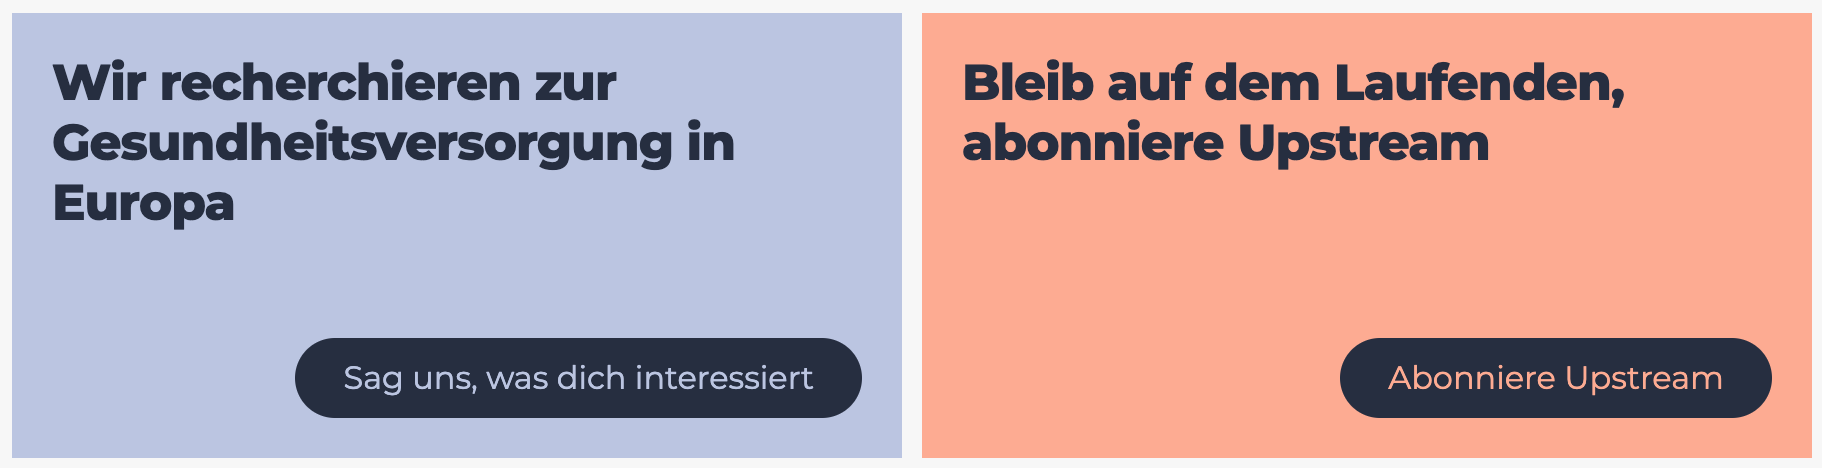 Wir recherchieren zur
Gesundheitsversorgung in
Europa
Sag uns, was dich interessiert
Bleib auf dem Laufenden,
abonniere Upstream
Abonniere Upstream